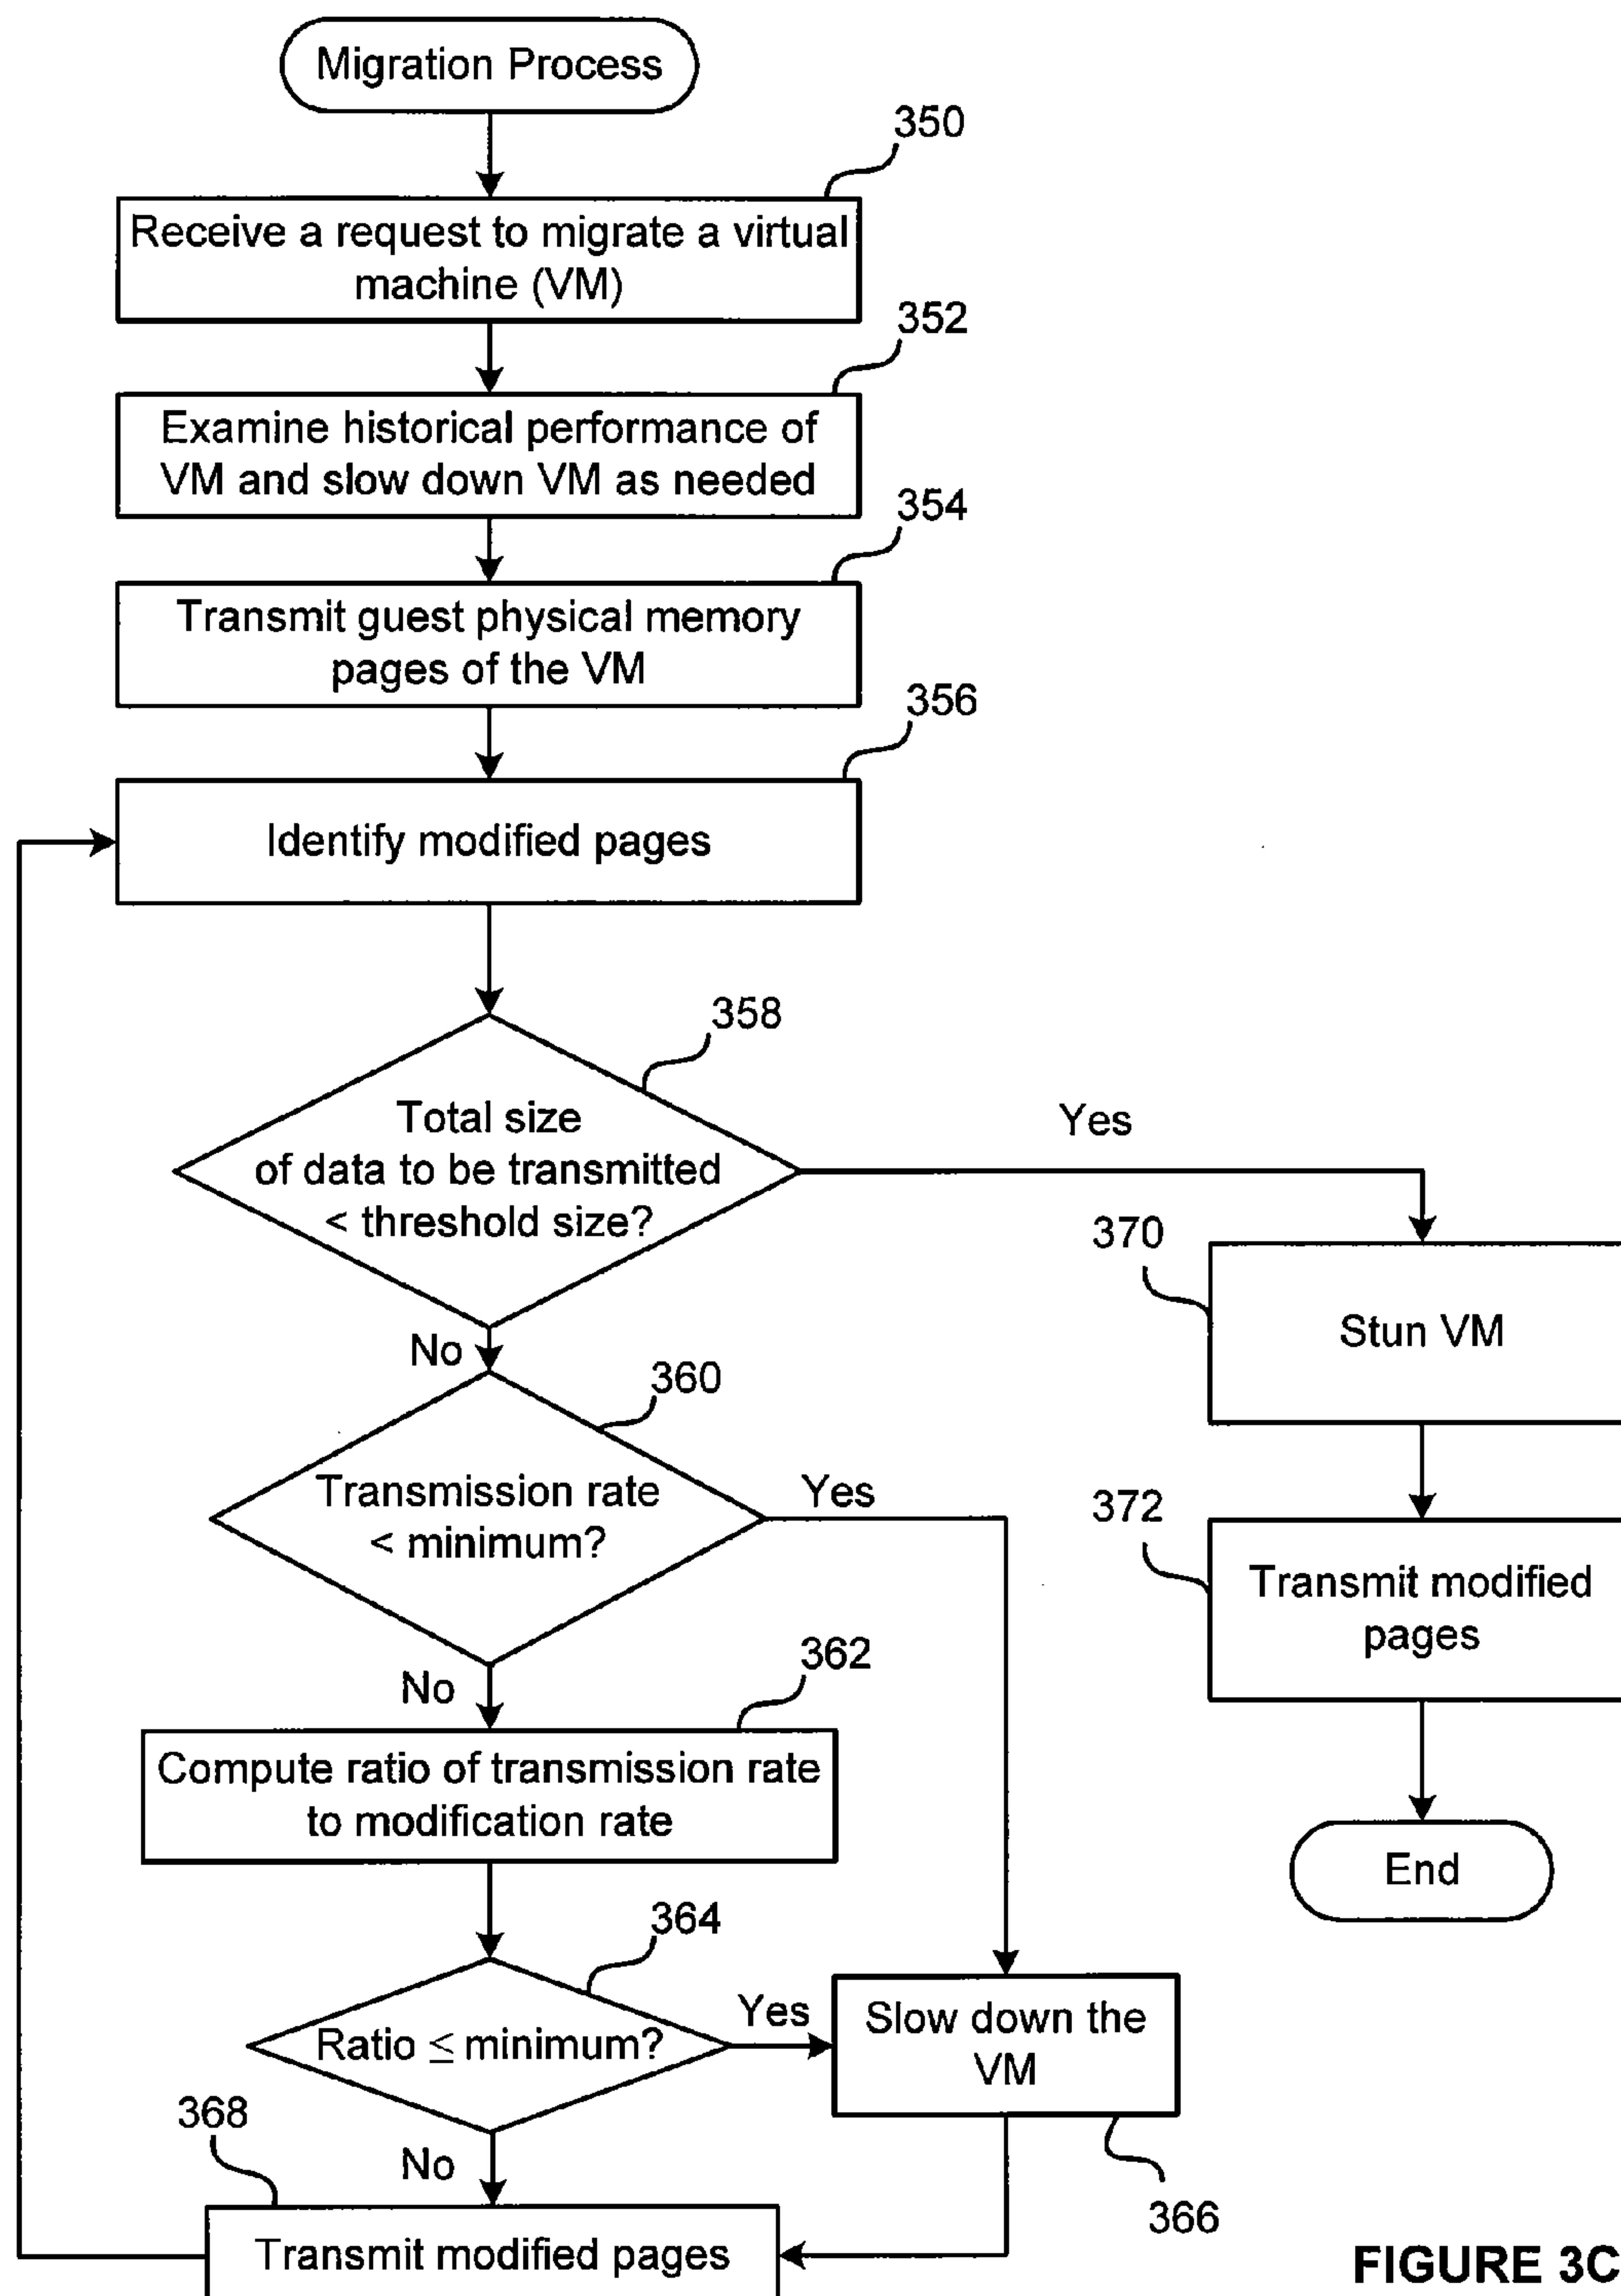 Migration Process
350
Receive a request to migrate a virtual
machine (VM)
352
Examine historical performance of
VM and slow down VM as needed
354
Transmit guest physical memory
pages of the VM
356
Identify modified pages
358
Total size
of data to be transmitted
< threshold size?
Yes
370
Stun VM
No
360
Transmission rate
< minimum?
Yes
372
Transmit modified
pages
No
362
Compute ratio of transmission rate
to modification rate
End
364
Ratio ≤ minimum?
Yes
Slow down the
VM
368
No
366
Transmit modified pages
FIGURE 3C